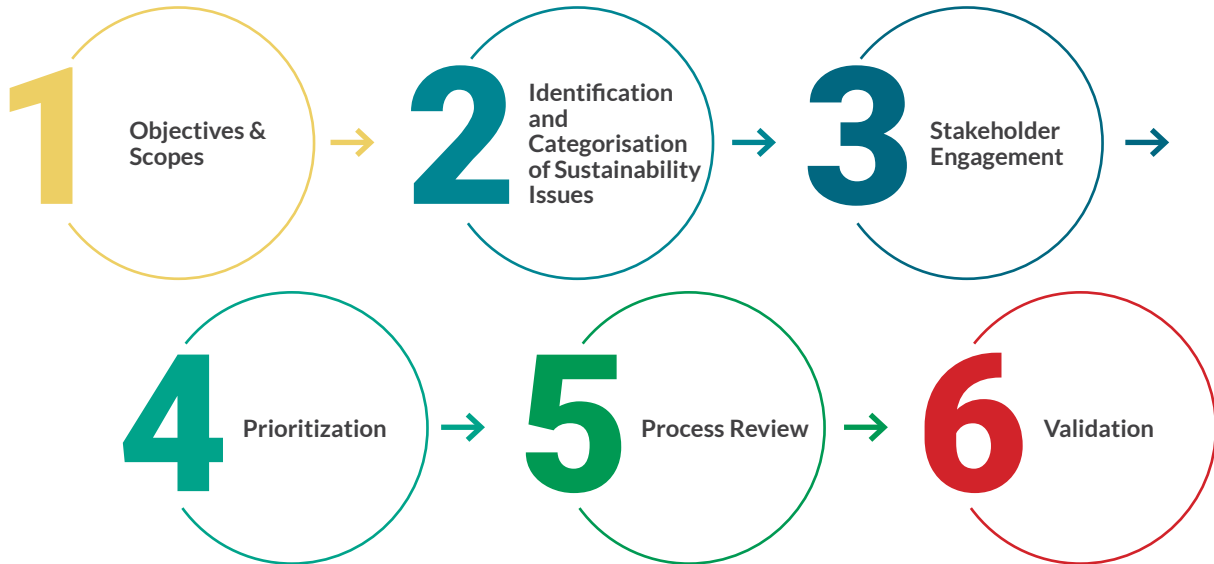 1
Objectives &
Scopes
2
Identification
and
Categorisation
of Sustainability
Issues
3
Stakeholder
Engagement
4
Prioritization
5
Process Review
6
Validation